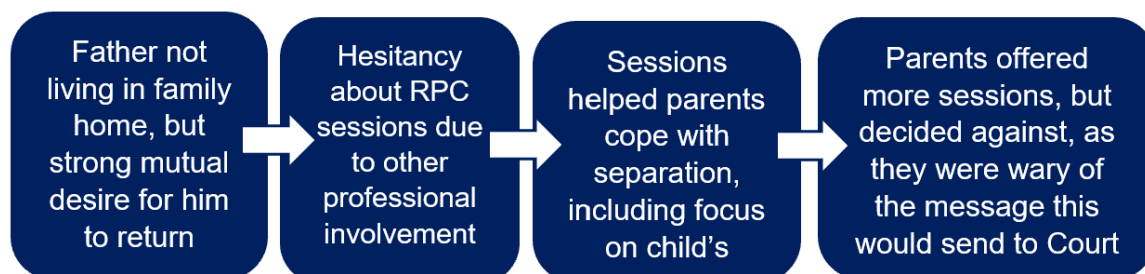 Father not
living in family
home, but
strong mutual
desire for him
to return
Hesitancy
about RPC
sessions due
to other
professional
involvement
Sessions
helped parents
cope with
separation,
including focus
on child's
Parents offered
more sessions, but
decided against, as
they were wary of
the message this
would send to Court